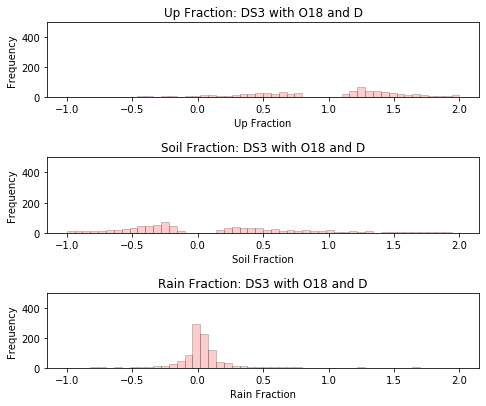 Up Fraction: DS3 with O18 and D
400
200
0
Frequency
−1.0 −0.5 0.0 0.5 1.0 1.5 2.0
Up Fraction
Soil Fraction: DS3 with O18 and D
400
200
0
Frequency
−1.0 −0.5 0.0 0.5 1.0 1.5 2.0
Soil Fraction
Rain Fraction: DS3 with O18 and D
400
200
0
Frequency
−1.0 −0.5 0.0 0.5 1.0 1.5 2.0
Rain Fraction